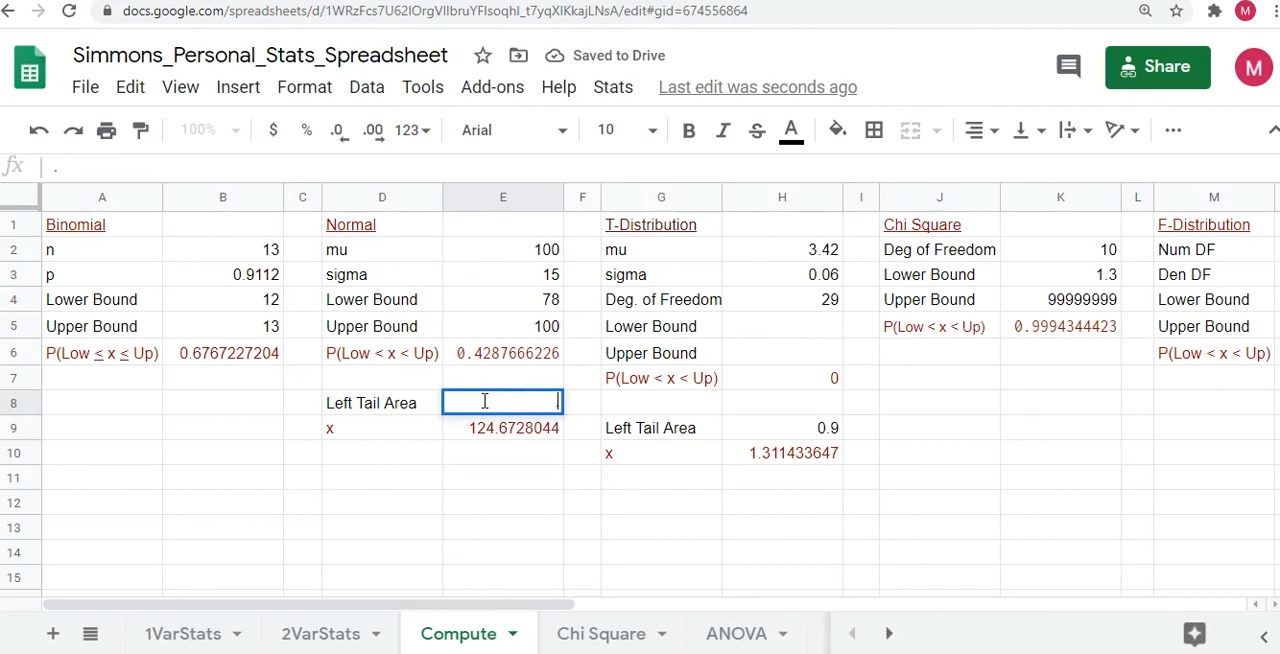 docs.google.com/spreadsheets/d/1WRzFcs7U62IOrgVIlbruYFIsoqhl_t7yqXIKkajLNsA/edit#gid=674556864 M
Simmons_Personal_Stats_Spreadsheet Saved to Drive Share M
File Edit View Insert Format Data Tools Add-ons Help Stats Last edit was seconds ago
100% $ % .0 .00 123 Arial 10 B I S A ...
fx .
A B C D E F G H I J K L M
1 Binomial Normal T-Distribution Chi Square F-Distribution
2 n 13 mu 100 mu 3.42 Deg of Freedom 10 Num DF
3 p 0.9112 sigma 15 sigma 0.06 Lower Bound 1.3 Den DF
4 Lower Bound 12 Lower Bound 78 Deg. of Freedom 29 Upper Bound 99999999 Lower Bound
5 Upper Bound 13 Upper Bound 100 Lower Bound P(Low < x < Up) 0.9994344423 Upper Bound
6 P(Low ≤ x ≤ Up) 0.6767227204 P(Low < x < Up) 0.4287666226 Upper Bound P(Low < x < Up)
7 P(Low < x < Up) 0
8 Left Tail Area .
9 x 124.6728044 Left Tail Area 0.9
10 x 1.311433647
11
12
13
14
15
+ 1VarStats 2VarStats Compute Chi Square ANOVA